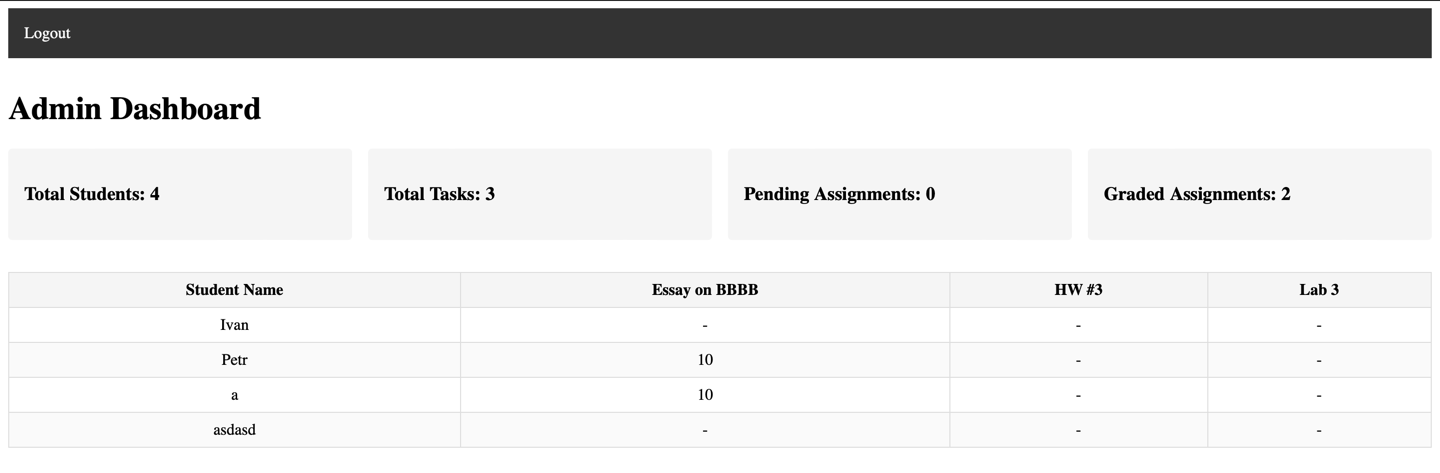 Logout
Admin Dashboard
Total Students: 4 Total Tasks: 3 Pending Assignments: 0 Graded Assignments: 2
Student Name Essay on BBBB HW #3 Lab 3
Ivan - - -
Petr 10 - -
a 10 - -
asdasd - - -